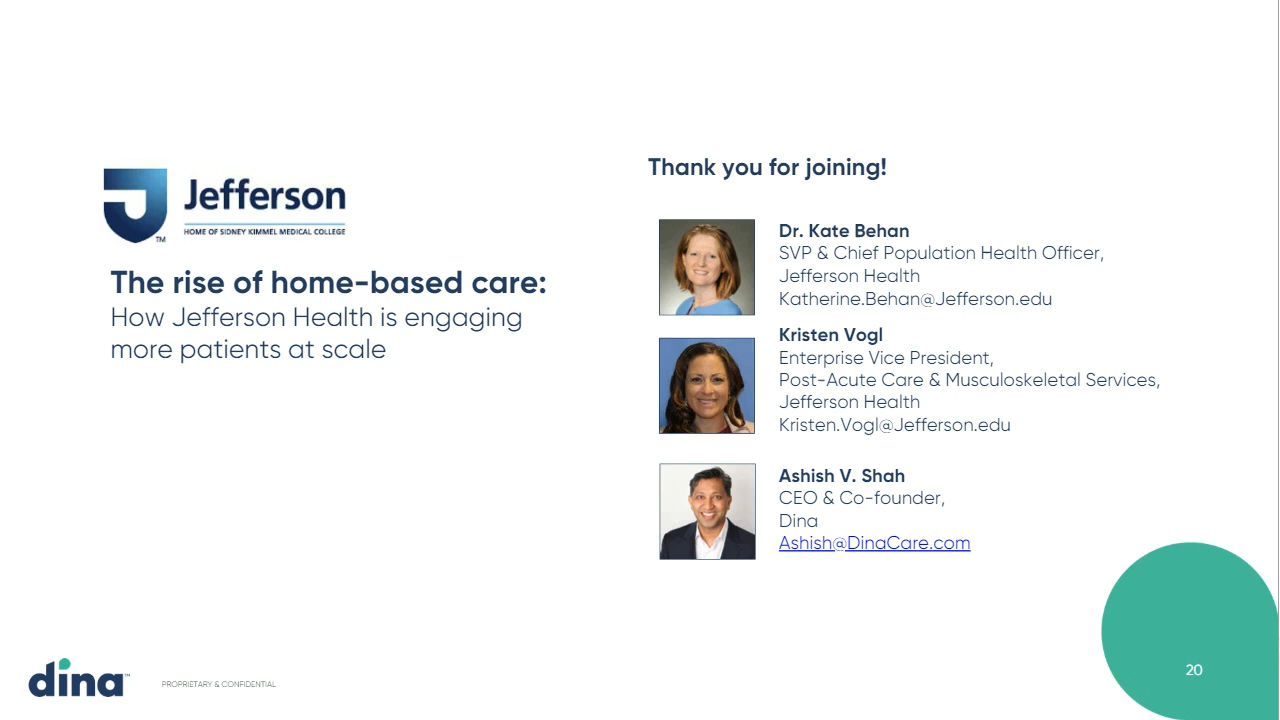 Jefferson
TM
HOME OF SIDNEY KIMMEL MEDICAL COLLEGE
The rise of home-based care:
How Jefferson Health is engaging
more patients at scale
Thank you for joining!
Dr. Kate Behan
SVP & Chief Population Health Officer,
Jefferson Health
Katherine.Behan@Jefferson.edu
Kristen Vogl
Enterprise Vice President,
Post-Acute Care & Musculoskeletal Services,
Jefferson Health
Kristen.Vogl@Jefferson.edu
Ashish V. Shah
CEO & Co-founder,
Dina
Ashish@DinaCare.com
dina™
PROPRIETARY & CONFIDENTIAL
20